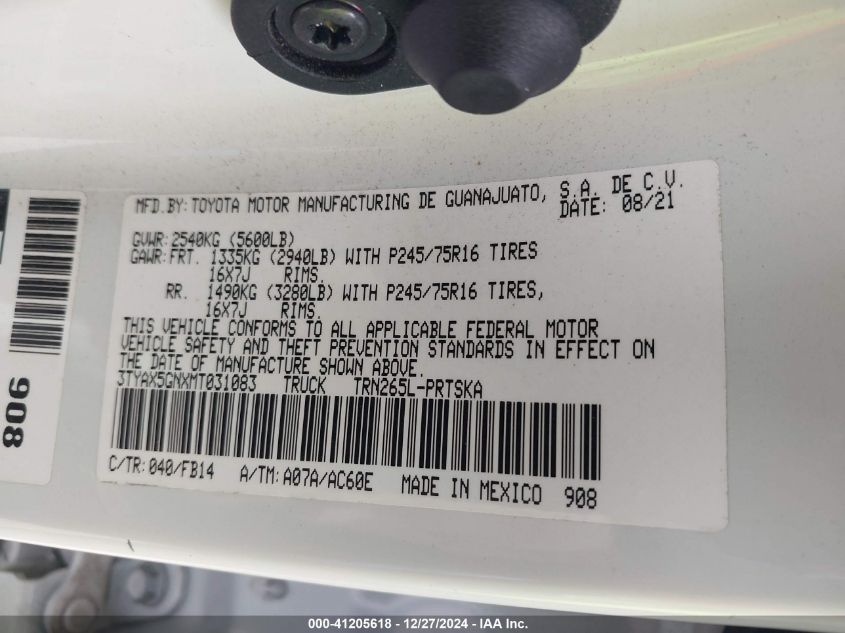 MFD.BY: TOYOTA MOTOR MANUFACTURING DE GUANAJUATO, S.A. DE C.V.
DATE: 08/21
GVWR: 2540KG (5600LB)
GAWR: FRT. 1335KG (2940LB) WITH P245/75R16 TIRES
16X7J RIMS.
RR. 1490KG (3280LB) WITH P245/75R16 TIRES,
16X7J RIMS.
THIS VEHICLE CONFORMS TO ALL APPLICABLE FEDERAL MOTOR
VEHICLE SAFETY AND THEFT PREVENTION STANDARDS IN EFFECT ON
THE DATE OF MANUFACTURE SHOWN ABOVE.
3TYAX5GNXMT031083 TRUCK TRN265L-PRTSKA
C/TR: 040/FB14 A/TM: A07A/AC60E MADE IN MEXICO 908
908
000-41205618 - 12/27/2024 - IAA Inc.